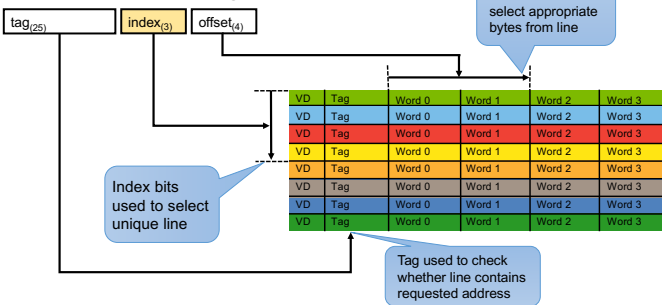 select appropriate
bytes from line
tag(25)
index(3)
offset(4)
VD Tag Word 0 Word 1 Word 2 Word 3
VD Tag Word 0 Word 1 Word 2 Word 3
VD Tag Word 0 Word 1 Word 2 Word 3
VD Tag Word 0 Word 1 Word 2 Word 3
VD Tag Word 0 Word 1 Word 2 Word 3
VD Tag Word 0 Word 1 Word 2 Word 3
VD Tag Word 0 Word 1 Word 2 Word 3
VD Tag Word 0 Word 1 Word 2 Word 3
Index bits
used to select
unique line
Tag used to check
whether line contains
requested address